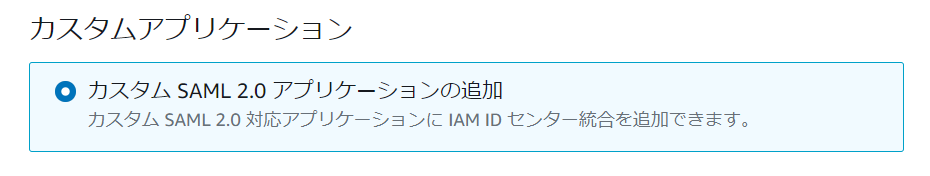 カスタムアプリケーション
カスタム SAML 2.0 アプリケーションの追加
カスタム SAML 2.0 対応アプリケーションに IAM ID センター統合を追加できます。